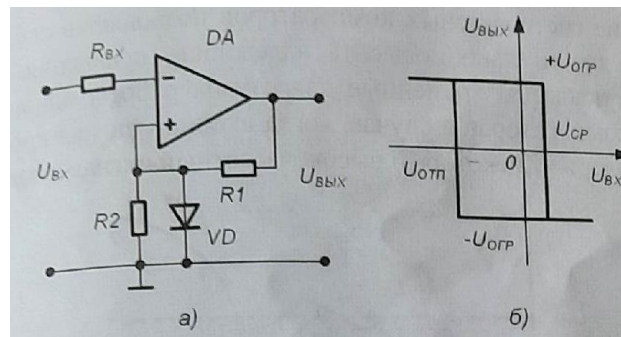 DA
Rвх
Uвх
R1
Uвых
R2
VD
а)
Uвых
+Uогр
Uср
0
Uотп
Uвх
-Uогр
б)